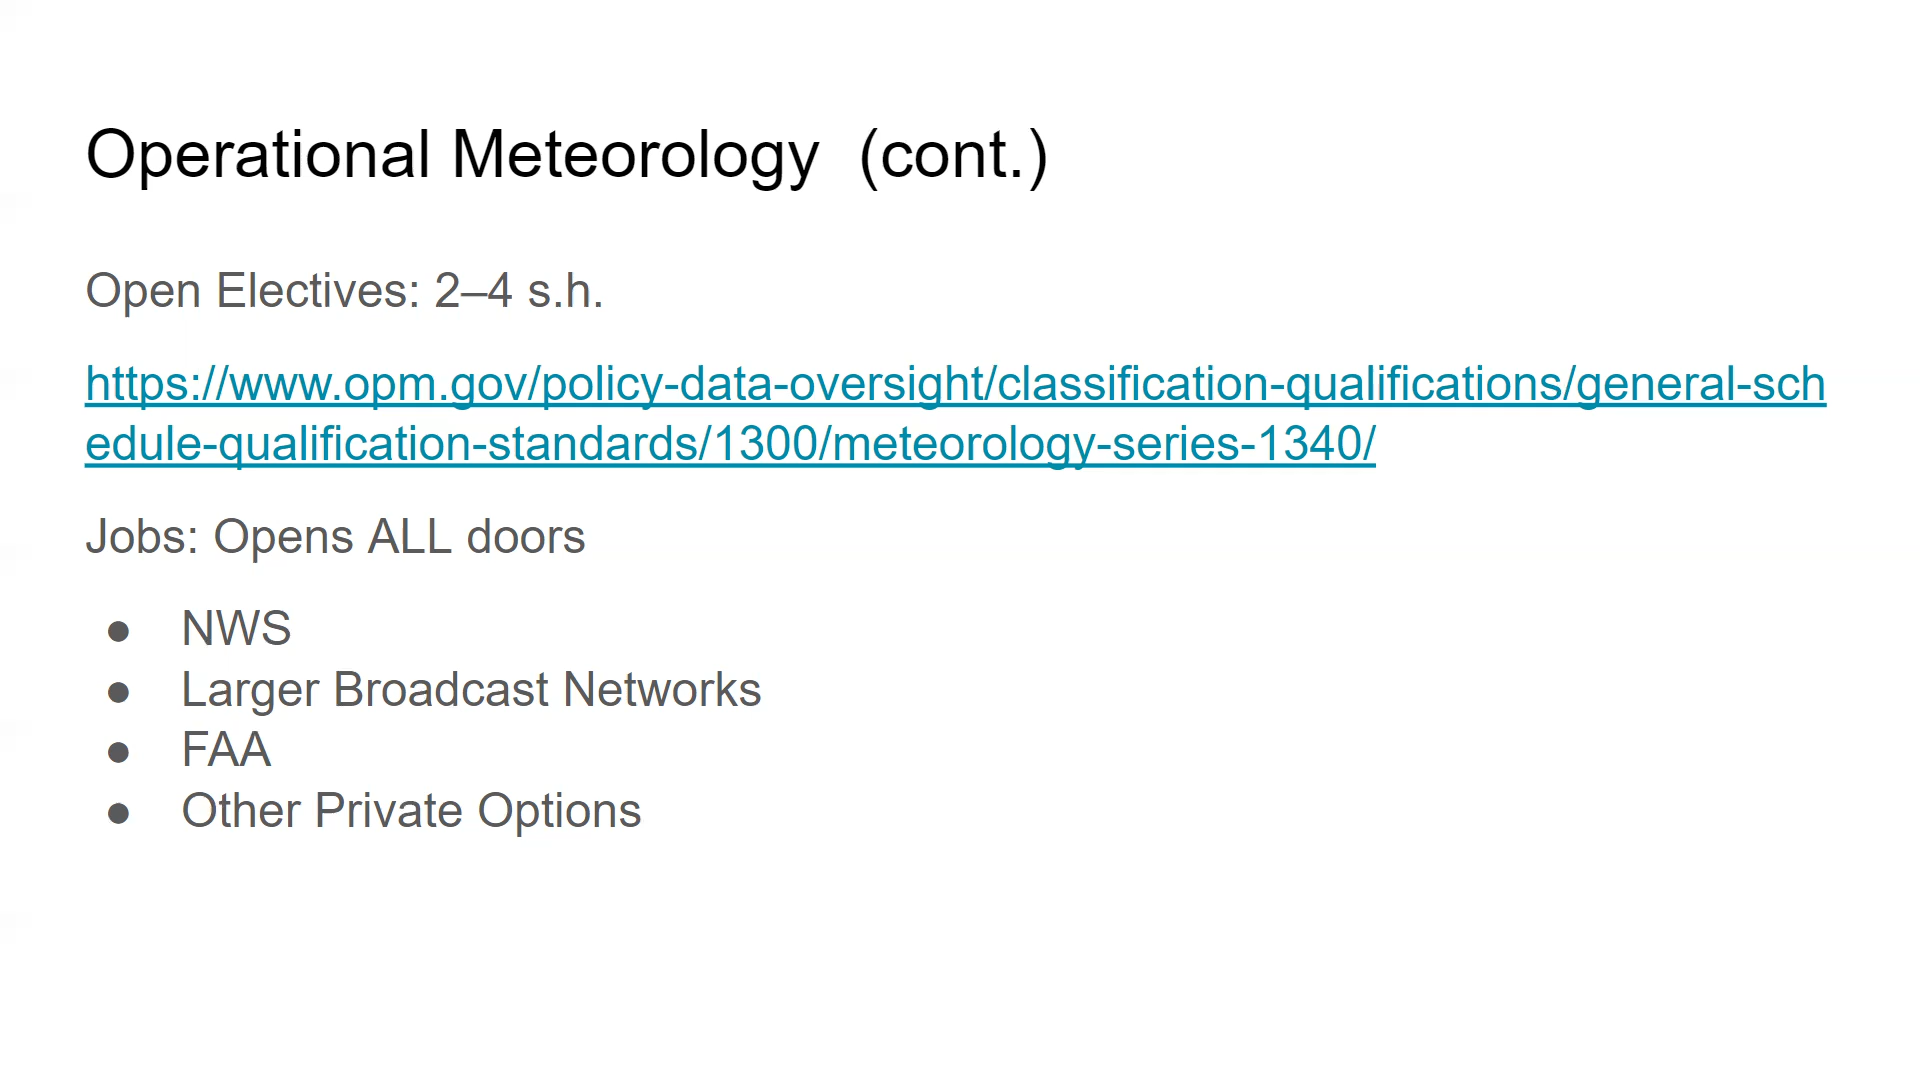 Operational Meteorology  (cont.)
Open Electives: 2–4 s.h.
https://www.opm.gov/policy-data-oversight/classification-qualifications/general-sch
edule-qualification-standards/1300/meteorology-series-1340/
Jobs: Opens ALL doors
● NWS
● Larger Broadcast Networks
● FAA
● Other Private Options